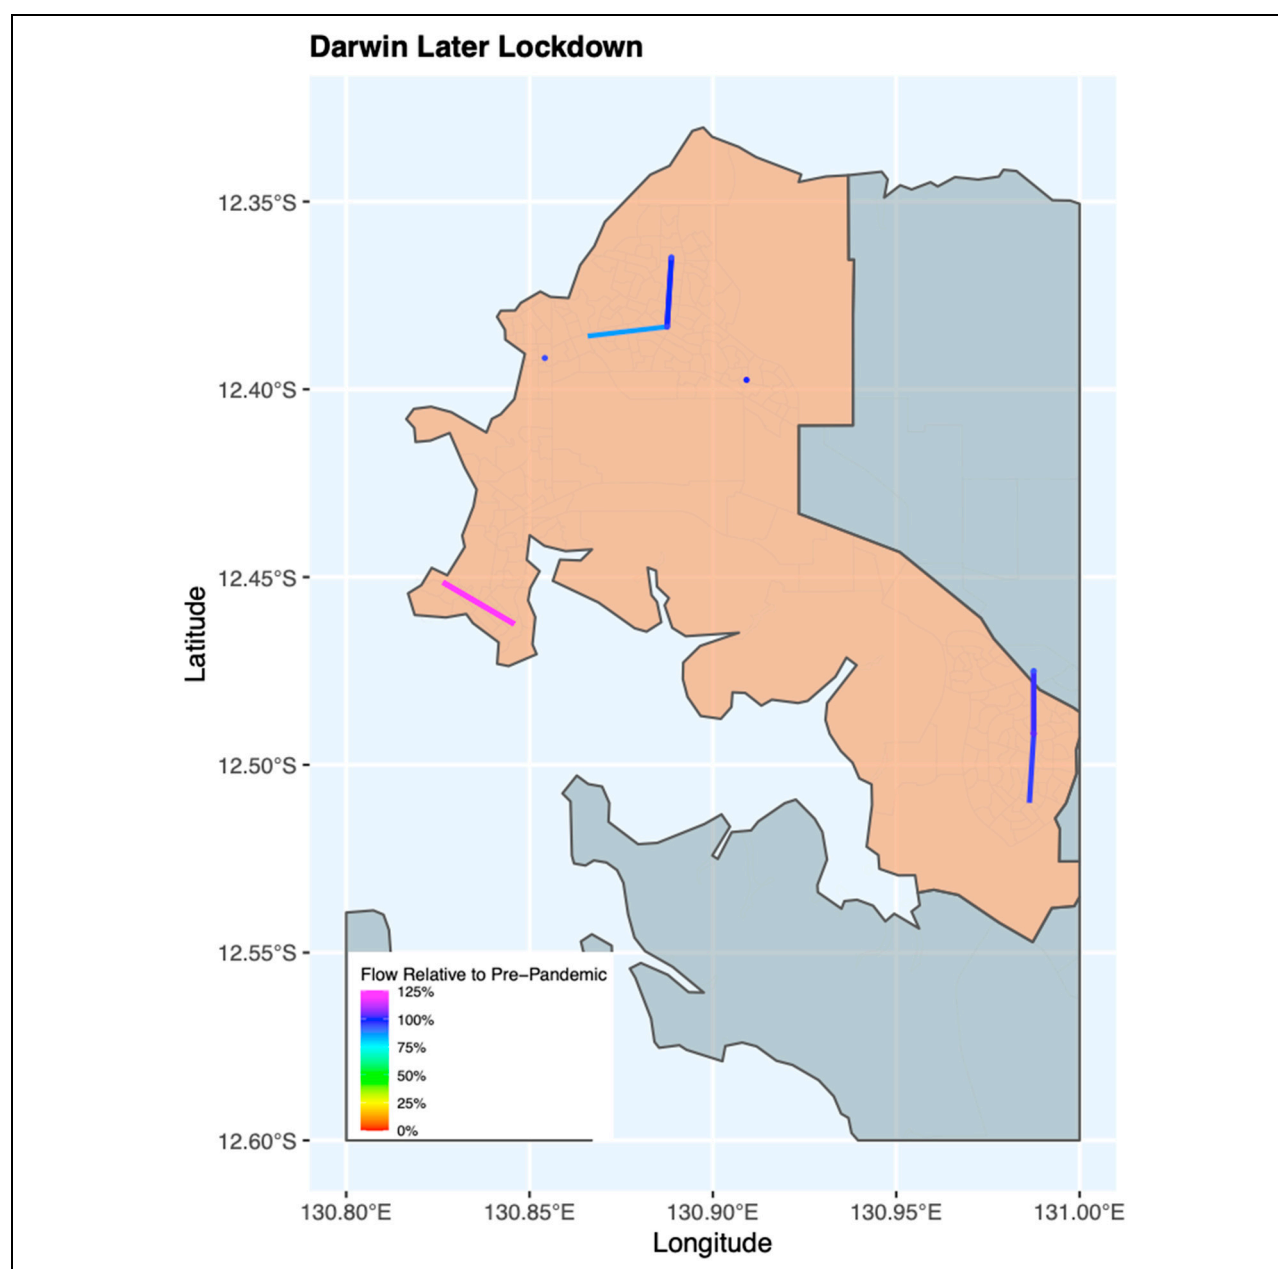 Darwin Later Lockdown
12.35°S
12.40°S
12.45°S
12.50°S
12.55°S
12.60°S
Latitude
Flow Relative to Pre−Pandemic
125%
100%
75%
50%
25%
0%
130.80°E 130.85°E 130.90°E 130.95°E 131.00°E
Longitude